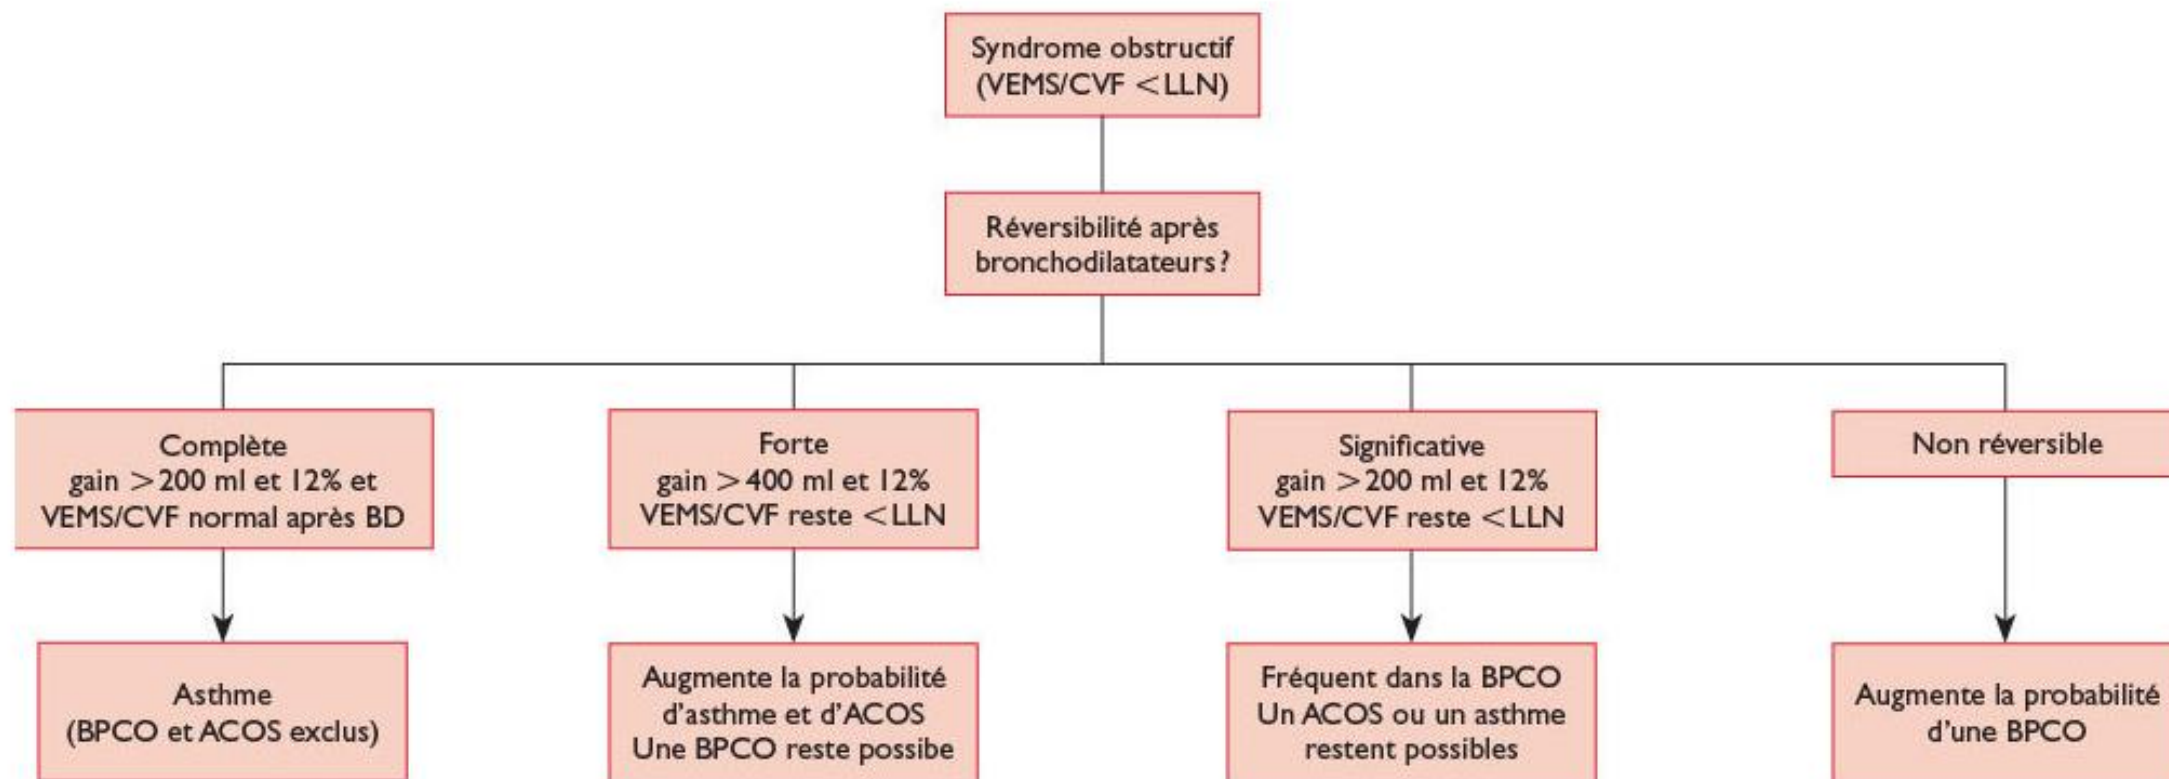 Syndrome obstructif
(VEMS/CVF <LLN)
Réversibilité après
bronchodilatateurs?
Complète
gain >200 ml et 12% et
VEMS/CVF normal après BD
Forte
gain >400 ml et 12%
VEMS/CVF reste <LLN
Significative
gain >200 ml et 12%
VEMS/CVF reste <LLN
Non réversible
Asthme
(BPCO et ACOS exclus)
Augmente la probabilité
d'asthme et d'ACOS
Une BPCO reste possibe
Fréquent dans la BPCO
Un ACOS ou un asthme
restent possibles
Augmente la probabilité
d'une BPCO